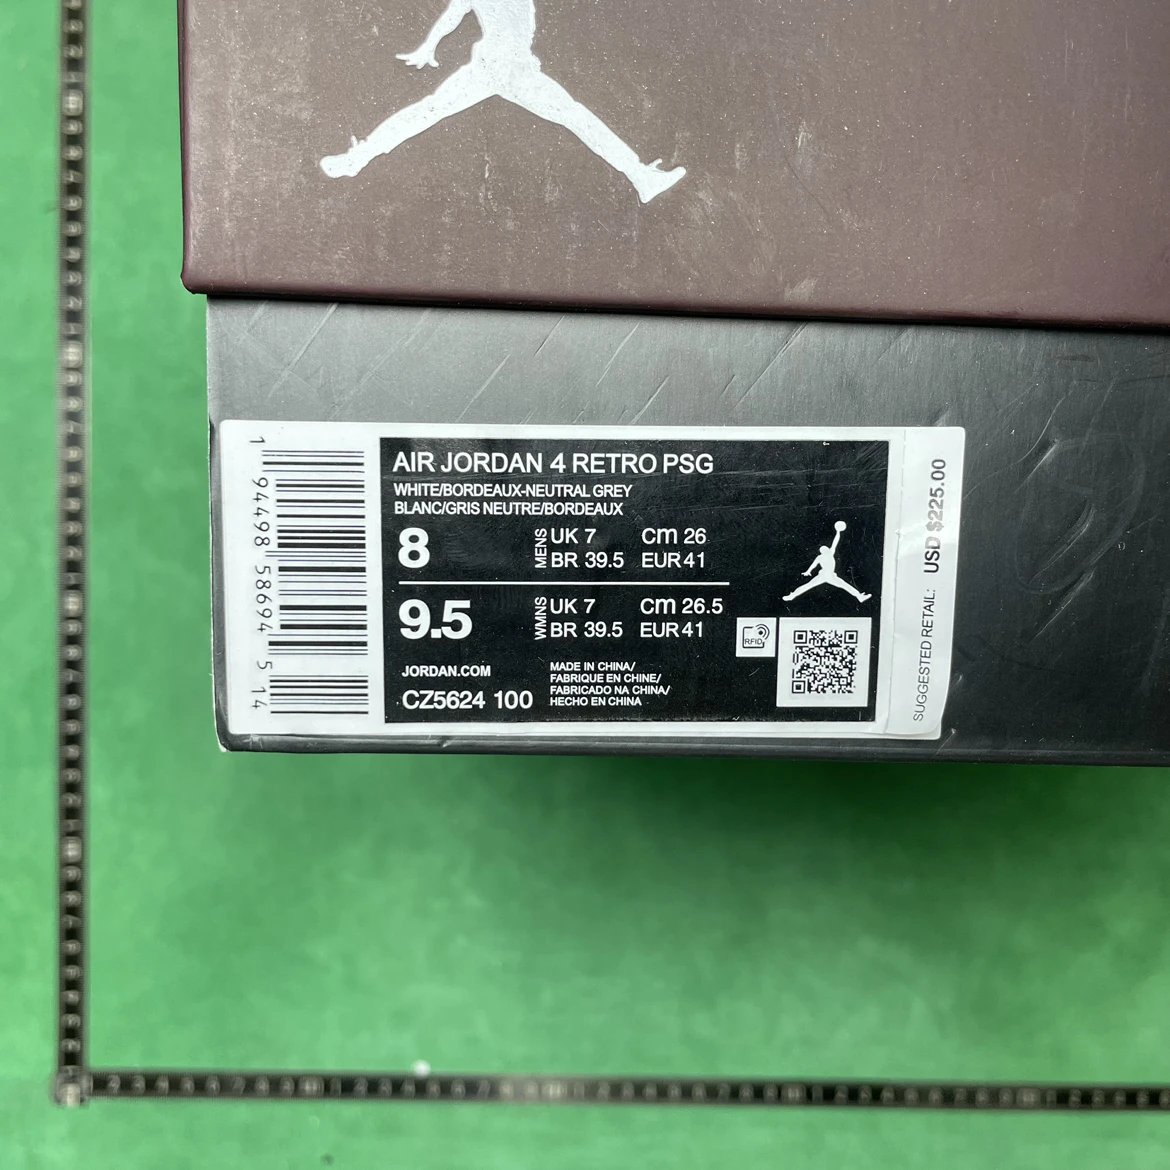 AIR JORDAN 4 RETRO PSG
WHITE/BORDEAUX-NEUTRAL GREY
BLANC/GRIS NEUTRE/BORDEAUX
8
MENS
UK 7 cm 26
BR 39.5 EUR 41
9.5
WMNS
UK 7 cm 26.5
BR 39.5 EUR 41
JORDAN.COM
CZ5624 100
MADE IN CHINA/
FABRIQUE EN CHINE/
FABRICADO NA CHINA/
HECHO EN CHINA
RFID
1 94498 58694 5 14
SUGGESTED RETAIL: USD $225.00